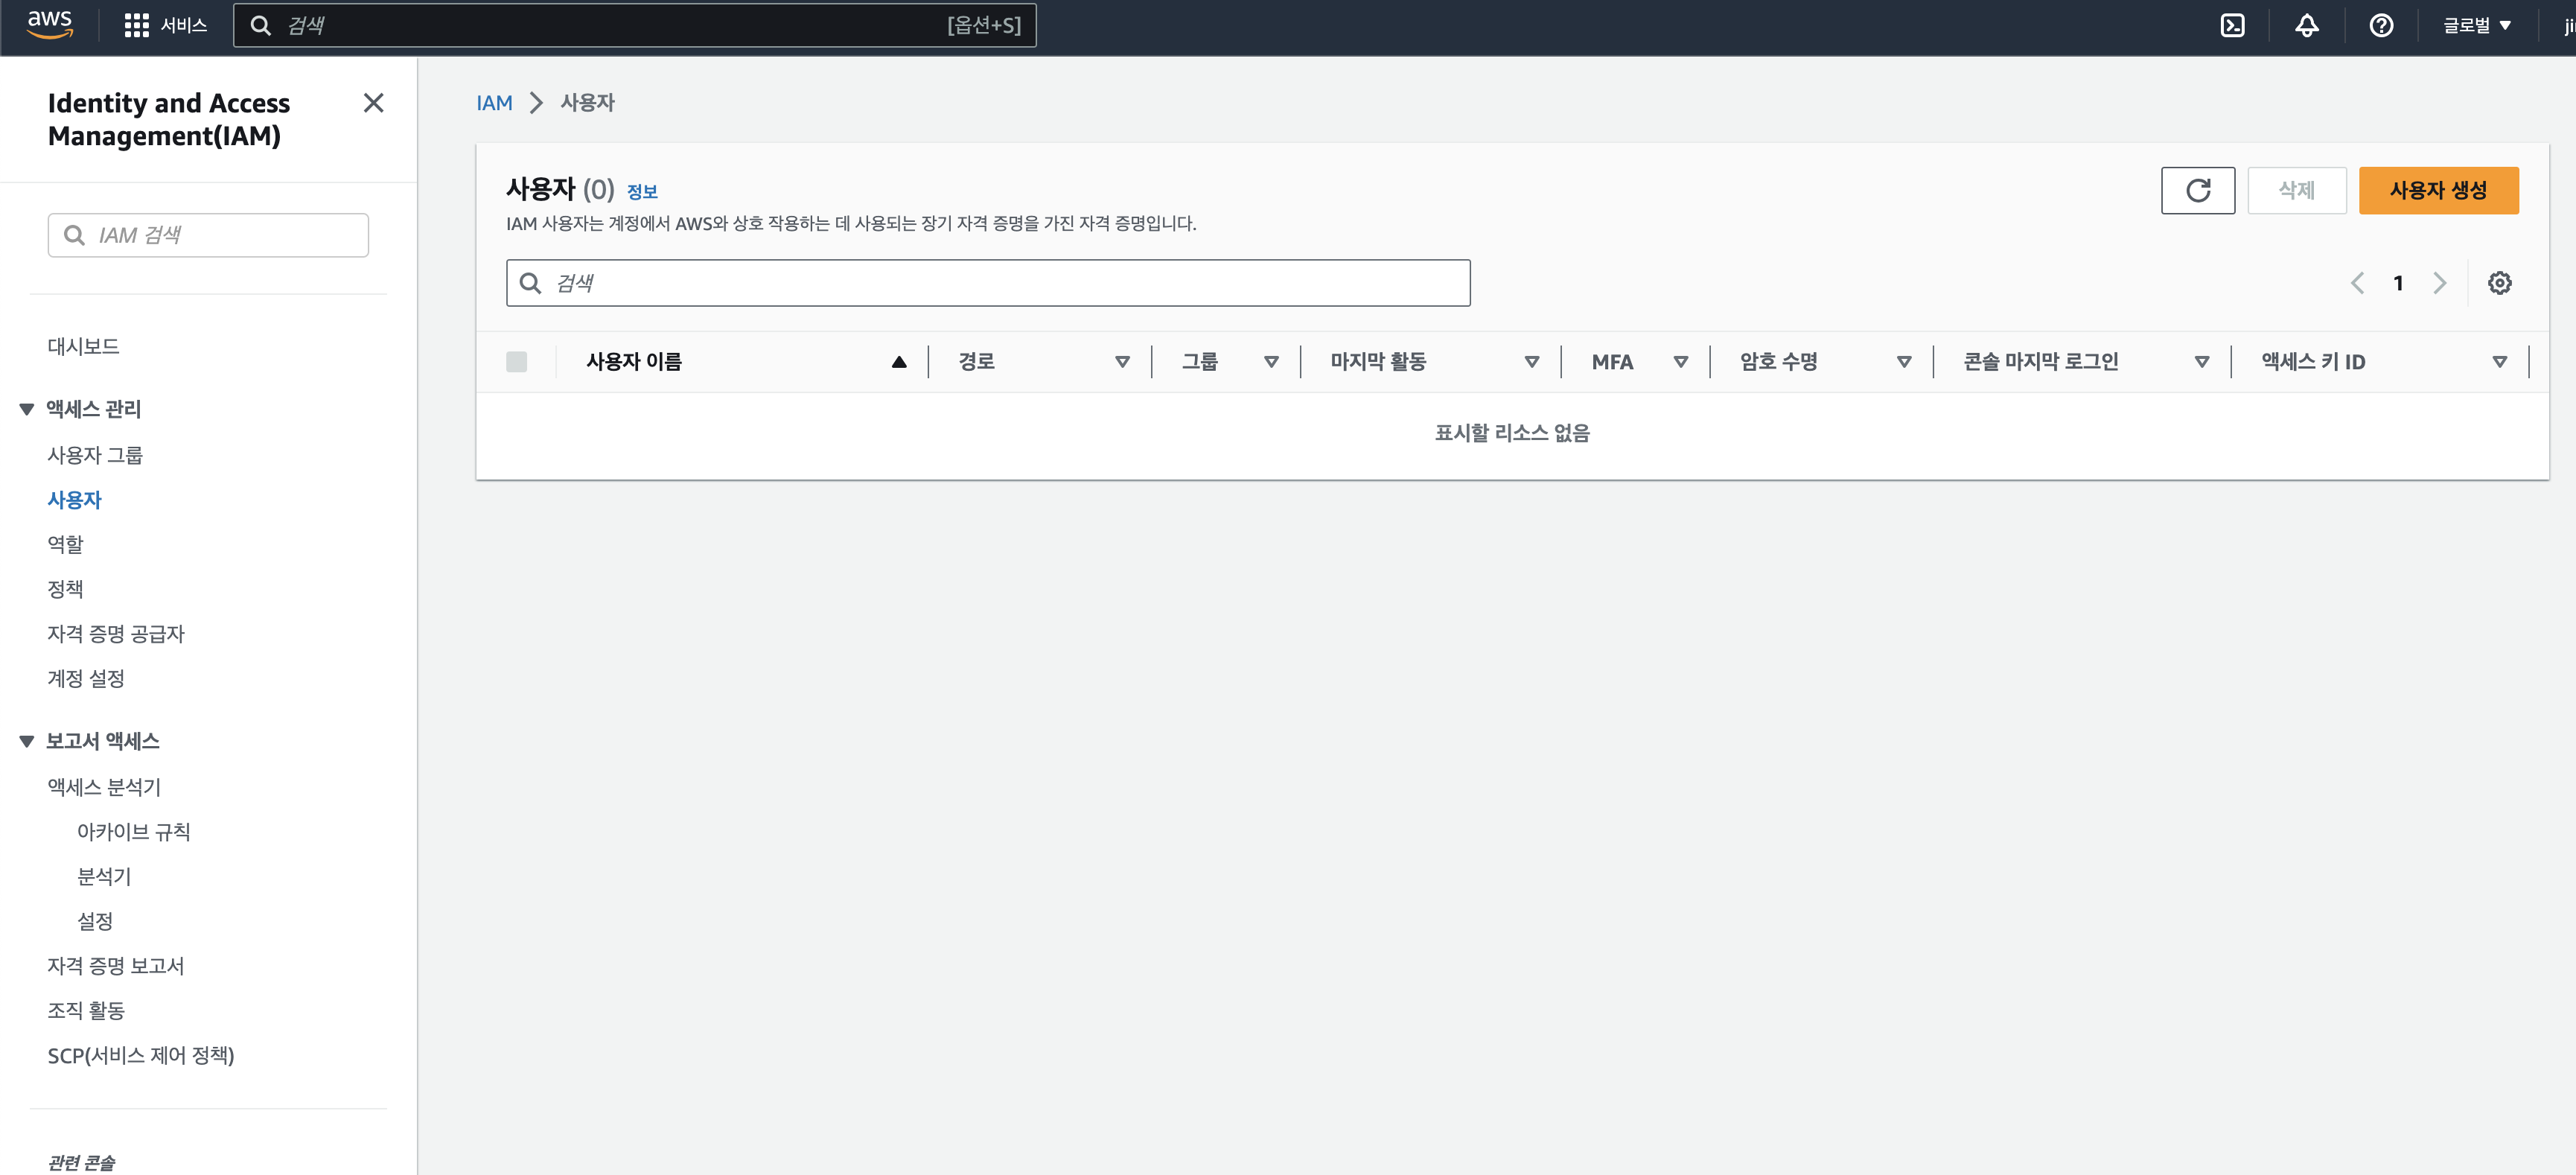 aws
서비스
검색
[옵션+S]
글로벌
Identity and Access
Management(IAM)
IAM 검색
대시보드
액세스 관리
사용자 그룹
사용자
역할
정책
자격 증명 공급자
계정 설정
보고서 액세스
액세스 분석기
아카이브 규칙
분석기
설정
자격 증명 보고서
조직 활동
SCP(서비스 제어 정책)
관련 콘솔
IAM
사용자
사용자 (0) 정보
IAM 사용자는 계정에서 AWS와 상호 작용하는 데 사용되는 장기 자격 증명을 가진 자격 증명입니다.
삭제
사용자 생성
검색
1
사용자 이름 경로 그룹 마지막 활동 MFA 암호 수명 콘솔 마지막 로그인 액세스 키 ID
표시할 리소스 없음